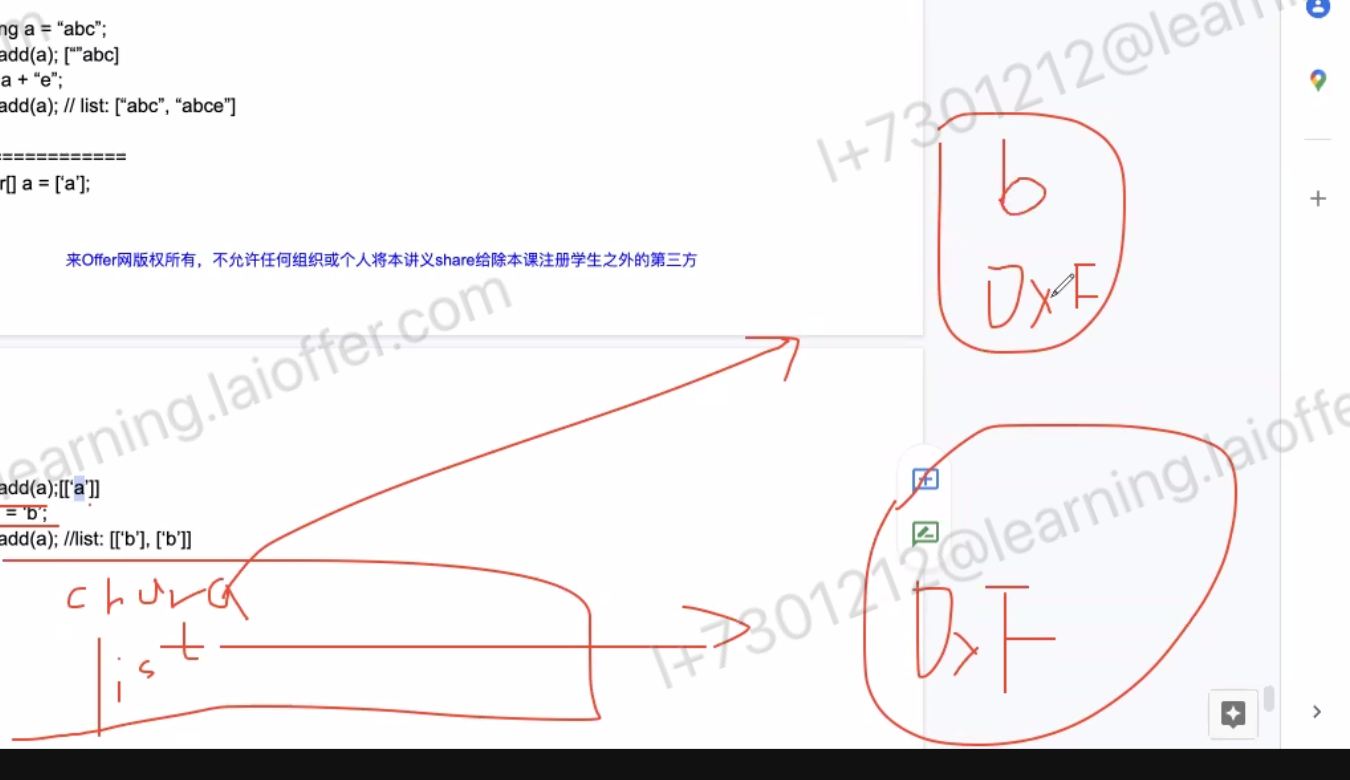 ng a = “abc”;
add(a); [“”abc]
a + “e”;
add(a); // list: [“abc”, “abce”]
============
r[] a = [‘a’];
来Offer网版权所有，不允许任何组织或个人将本讲义share给除本课注册学生之外的第三方
b
0xF
add(a);[[‘a’]]
= ‘b’;
add(a); //list: [[‘b’], [‘b’]]
char a
list
0xF
l+7301212@learn
learning.laioffer.com
l+7301212@learning.laioffe